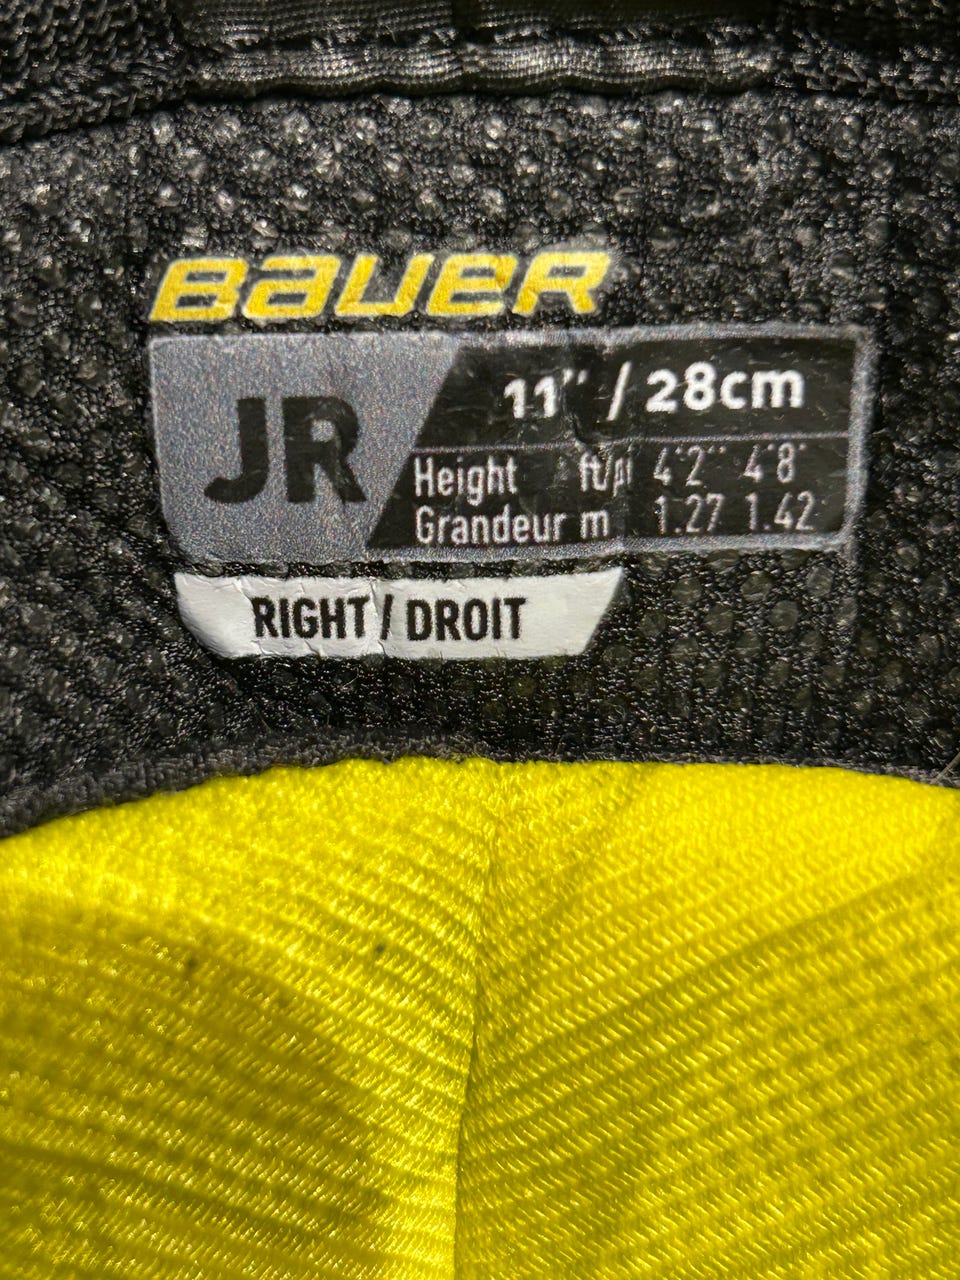 BAUER
JR
11" / 28cm
Height ft/pi 4'2" 4'8"
Grandeur m 1.27 1.42
RIGHT / DROIT